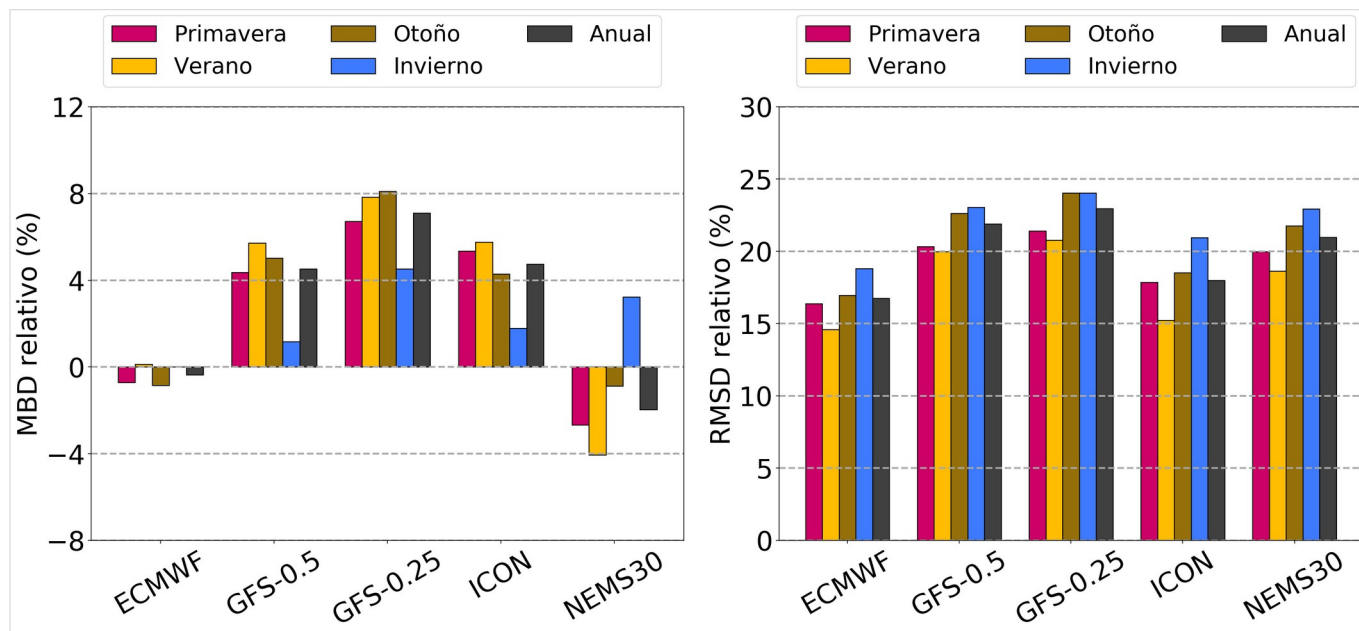 Primavera Otoño Anual
Verano Invierno
MBD relativo (%)
12
8
4
0
−4
−8
ECMWF GFS-0.5 GFS-0.25 ICON NEMS30
Primavera Otoño Anual
Verano Invierno
RMSD relativo (%)
30
25
20
15
10
5
0
ECMWF GFS-0.5 GFS-0.25 ICON NEMS30